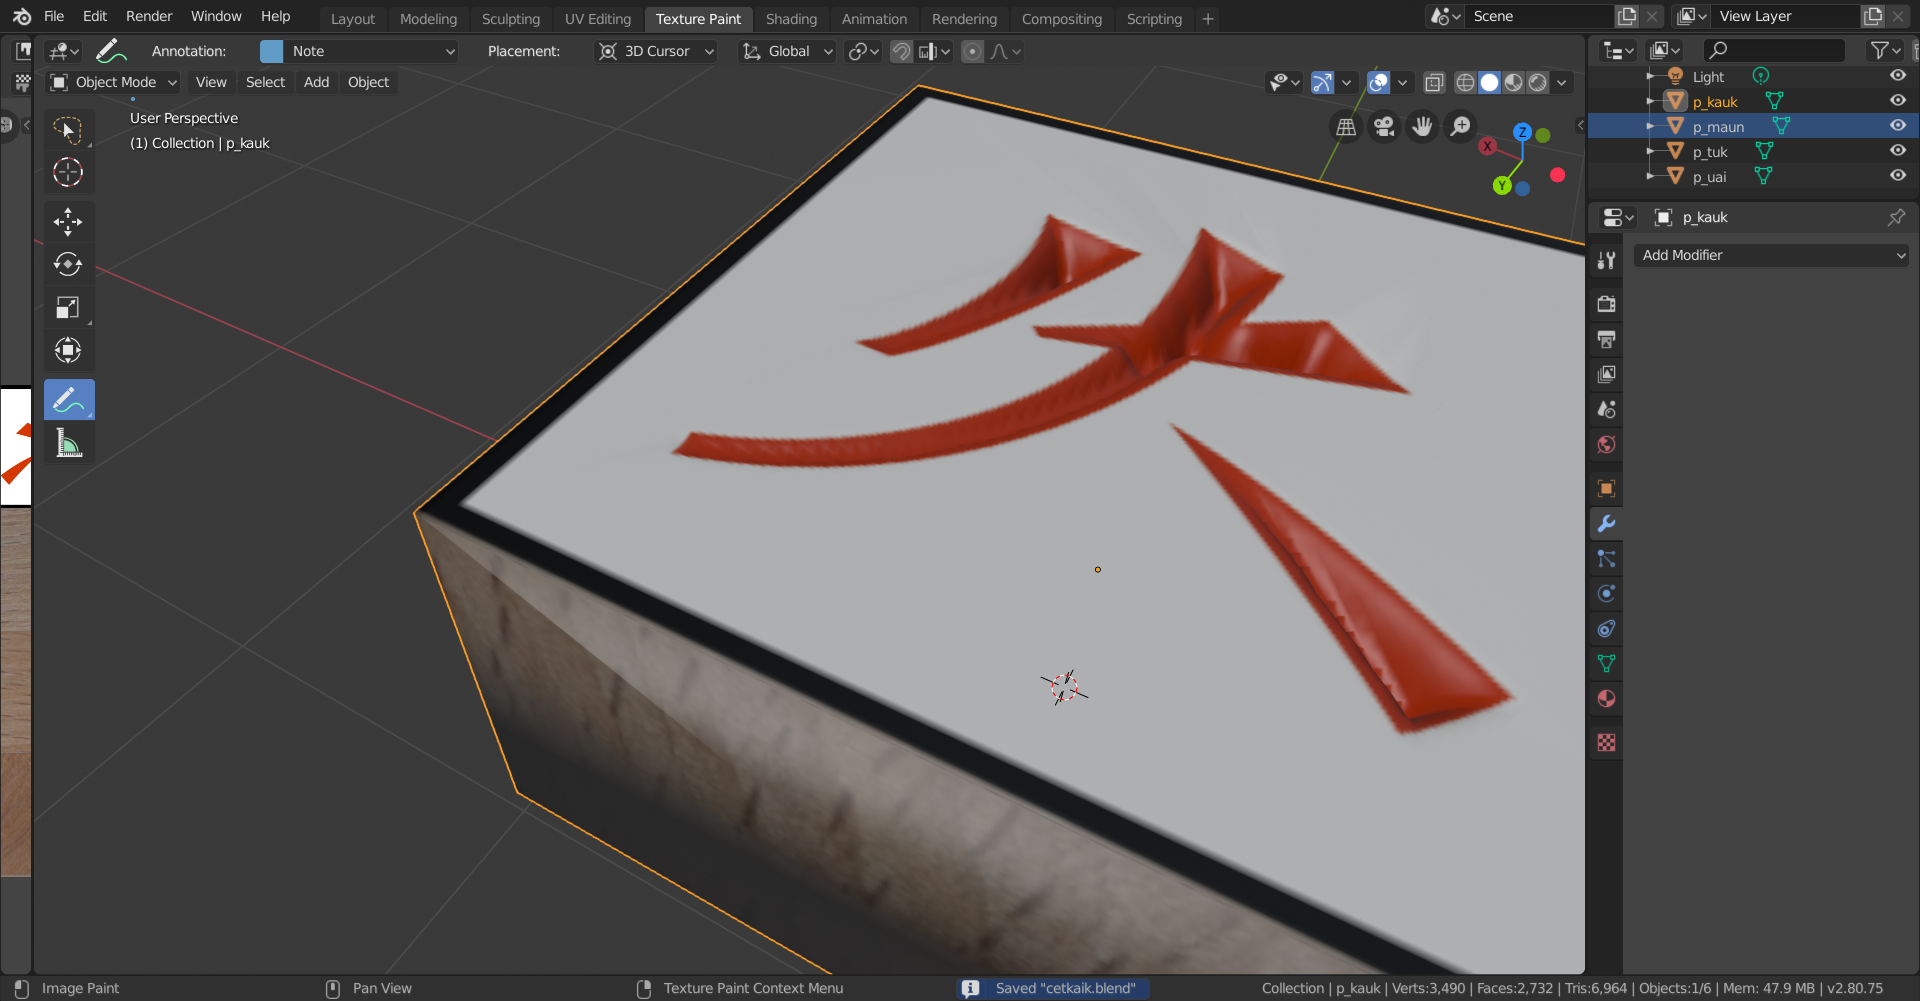 File Edit Render Window Help Layout Modeling Sculpting UV Editing Texture Paint Shading Animation Rendering Compositing Scripting + Scene View Layer
Annotation: Note Placement: 3D Cursor Global
Object Mode View Select Add Object
User Perspective
(1) Collection | p_kauk
X Y Z
Light
p_kauk
p_maun
p_tuk
p_uai
p_kauk
Add Modifier
Image Paint Pan View Texture Paint Context Menu Saved "cetkaik.blend" Collection | p_kauk | Verts:3,490 | Faces:2,732 | Tris:6,964 | Objects:1/6 | Mem: 47.9 MB | v2.80.75